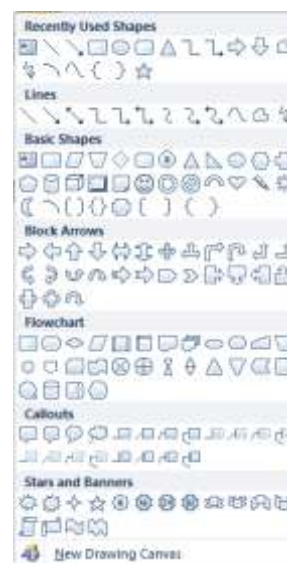 Recently Used Shapes
Lines
Basic Shapes
Block Arrows
Flowchart
Callouts
Stars and Banners
New Drawing Canvas